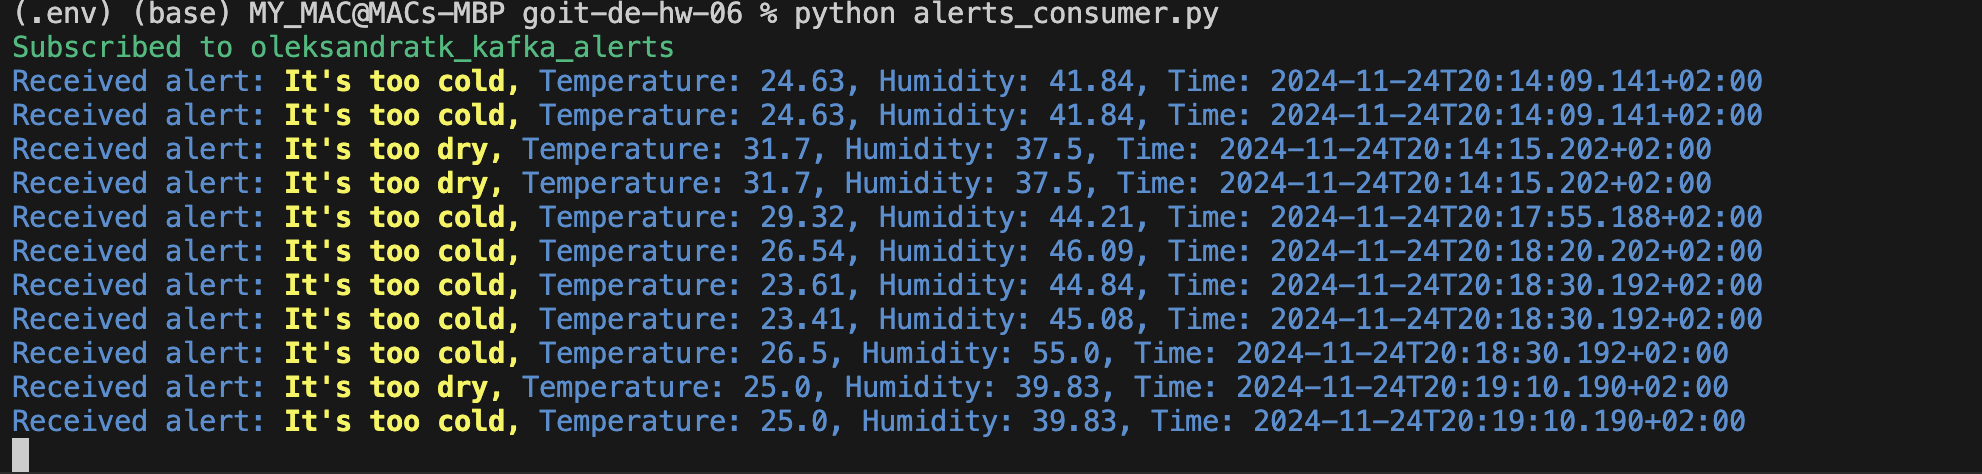 (.env) (base) MY_MAC@MACs-MBP goit-de-hw-06 % python alerts_consumer.py
Subscribed to oleksandratk_kafka_alerts
Received alert: It's too cold, Temperature: 24.63, Humidity: 41.84, Time: 2024-11-24T20:14:09.141+02:00
Received alert: It's too cold, Temperature: 24.63, Humidity: 41.84, Time: 2024-11-24T20:14:09.141+02:00
Received alert: It's too dry, Temperature: 31.7, Humidity: 37.5, Time: 2024-11-24T20:14:15.202+02:00
Received alert: It's too dry, Temperature: 31.7, Humidity: 37.5, Time: 2024-11-24T20:14:15.202+02:00
Received alert: It's too cold, Temperature: 29.32, Humidity: 44.21, Time: 2024-11-24T20:17:55.188+02:00
Received alert: It's too cold, Temperature: 26.54, Humidity: 46.09, Time: 2024-11-24T20:18:20.202+02:00
Received alert: It's too cold, Temperature: 23.61, Humidity: 44.84, Time: 2024-11-24T20:18:30.192+02:00
Received alert: It's too cold, Temperature: 23.41, Humidity: 45.08, Time: 2024-11-24T20:18:30.192+02:00
Received alert: It's too cold, Temperature: 26.5, Humidity: 55.0, Time: 2024-11-24T20:18:30.192+02:00
Received alert: It's too dry, Temperature: 25.0, Humidity: 39.83, Time: 2024-11-24T20:19:10.190+02:00
Received alert: It's too cold, Temperature: 25.0, Humidity: 39.83, Time: 2024-11-24T20:19:10.190+02:00